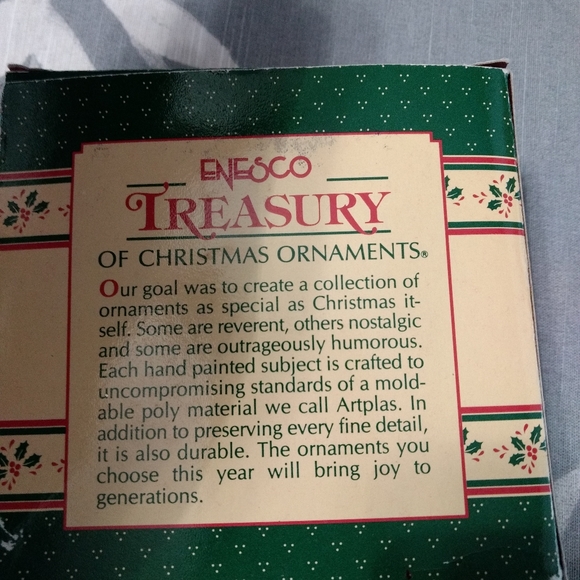 ENESCO
TREASURY
OF CHRISTMAS ORNAMENTS®
Our goal was to create a collection of
ornaments as special as Christmas it-
self. Some are reverent, others nostalgic
and some are outrageously humorous.
Each hand painted subject is crafted to
uncompromising standards of a mold-
able poly material we call Artplas. In
addition to preserving every fine detail,
it is also durable. The ornaments you
choose this year will bring joy to
generations.